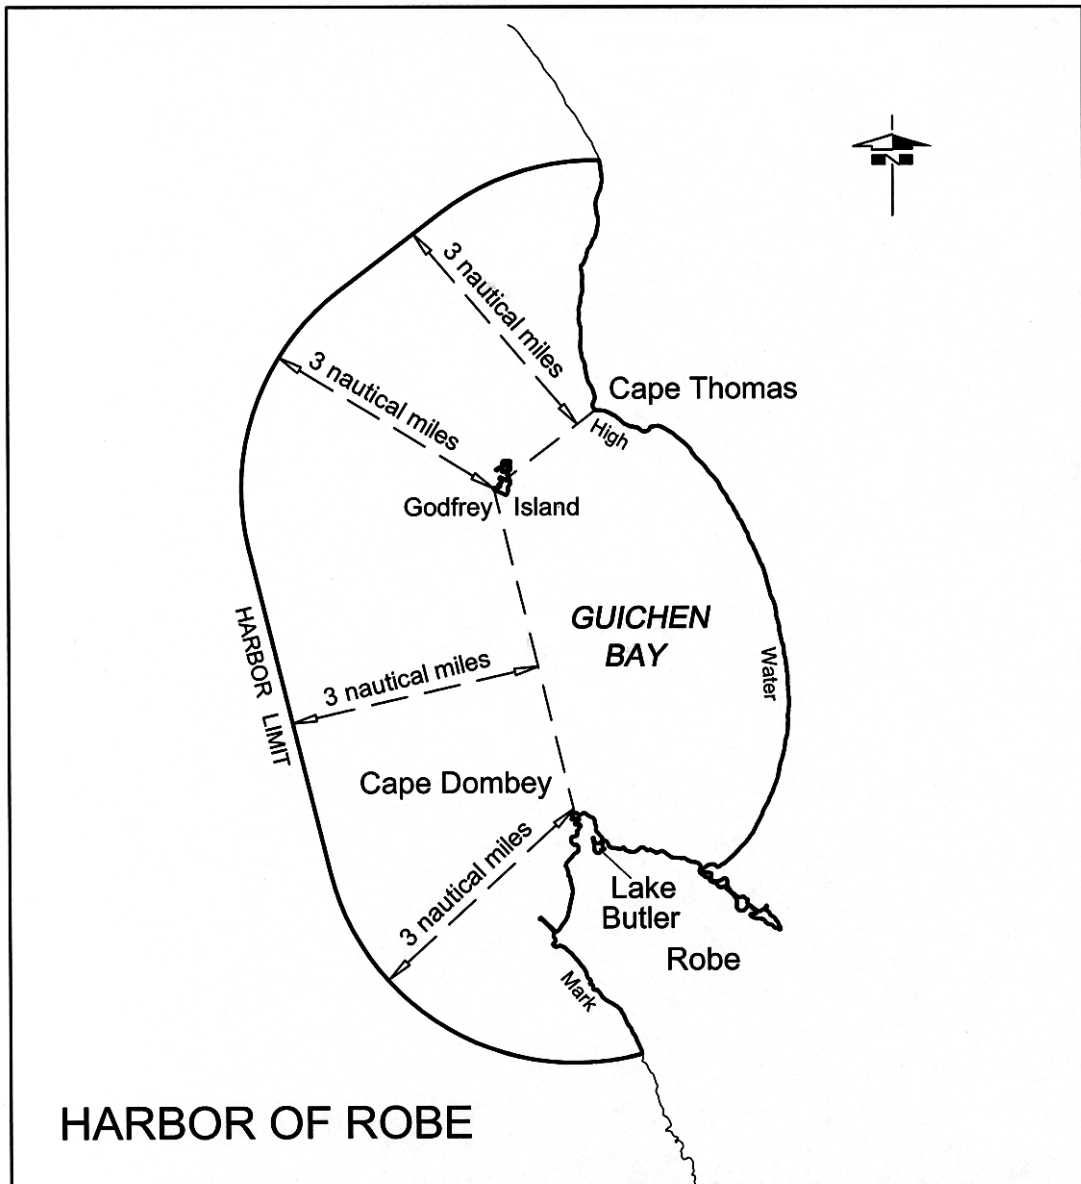 N
3 nautical miles
3 nautical miles
Cape Thomas
High
Godfrey Island
GUICHEN
BAY
Water
HARBOR LIMIT
3 nautical miles
Cape Dombey
3 nautical miles
Lake
Butler
Robe
Mark
HARBOR OF ROBE